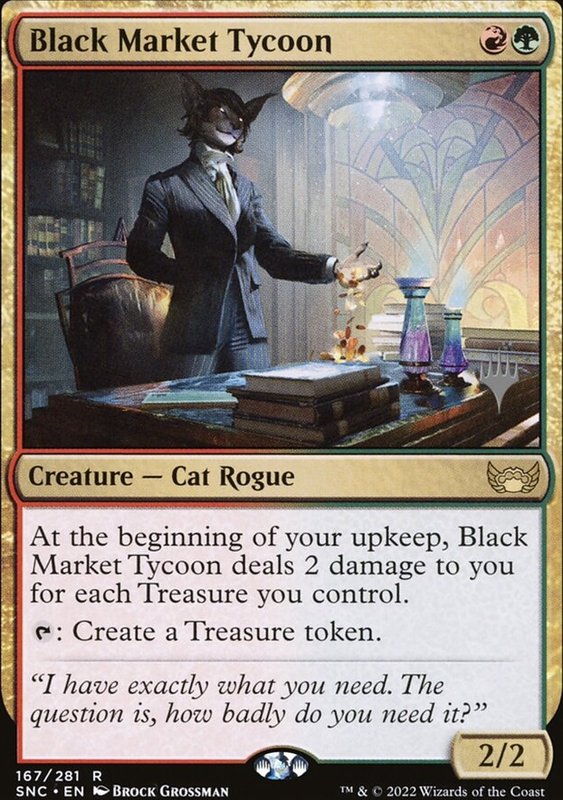 Black Market Tycoon
Creature — Cat Rogue
At the beginning of your upkeep, Black
Market Tycoon deals 2 damage to you
for each Treasure you control.
: Create a Treasure token.
“I have exactly what you need. The
question is, how badly do you need it?”
2/2
167/281 R
SNC • EN Brock Grossman
™ & © 2022 Wizards of the Coast